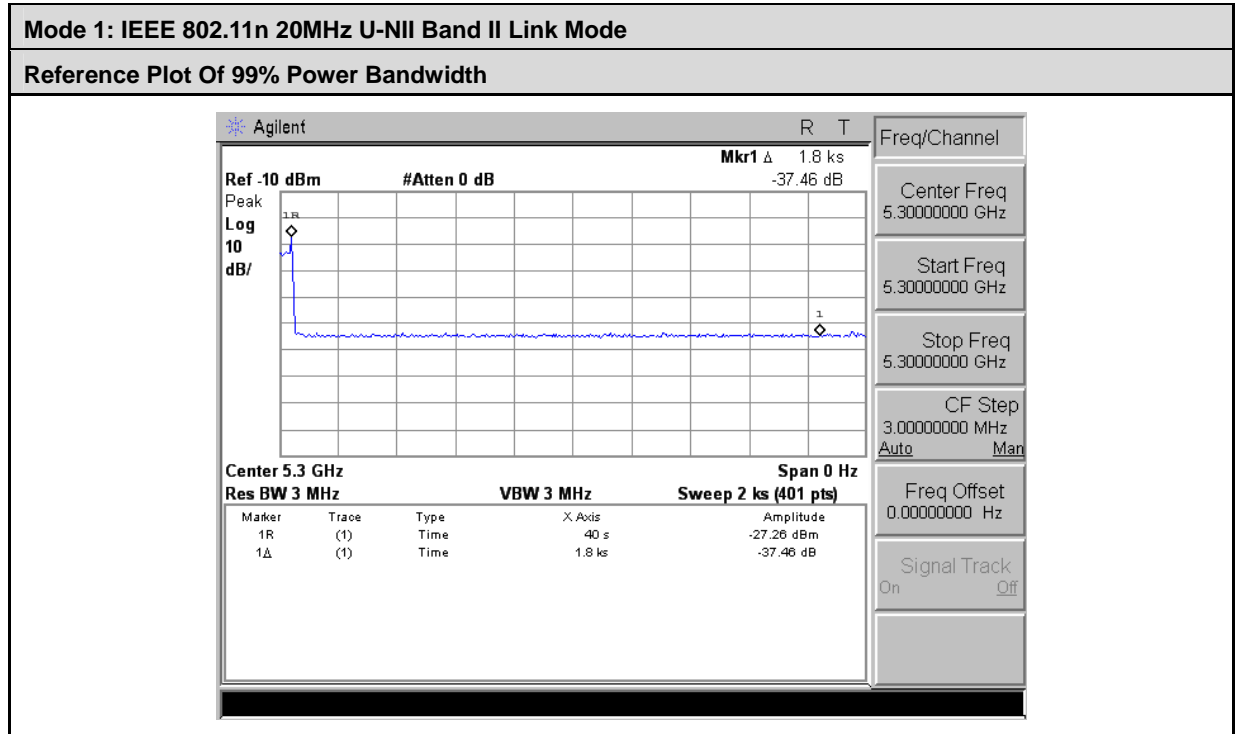 Mode 1: IEEE 802.11n 20MHz U-NII Band II Link Mode
Reference Plot Of 99% Power Bandwidth
Agilent R T
Mkr1 Δ 1.8 ks
Ref -10 dBm #Atten 0 dB -37.46 dB
Peak
Log
10
dB/
1R
1
Center 5.3 GHz Span 0 Hz
Res BW 3 MHz VBW 3 MHz Sweep 2 ks (401 pts)
Marker Trace Type X Axis Amplitude
1R (1) Time 40 s -27.26 dBm
1Δ (1) Time 1.8 ks -37.46 dB
Freq/Channel
Center Freq
5.30000000 GHz
Start Freq
5.30000000 GHz
Stop Freq
5.30000000 GHz
CF Step
3.00000000 MHz
Auto Man
Freq Offset
0.00000000 Hz
Signal Track
On Off